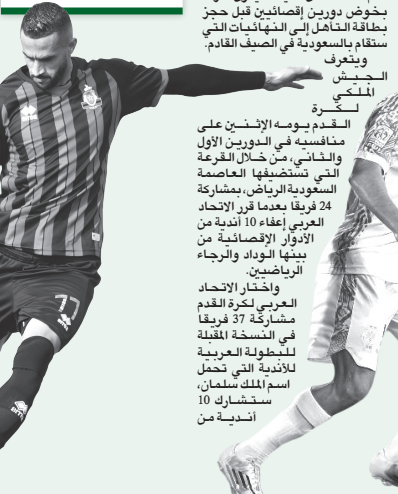 بخوض دورين إقصائيين قبل حجز
بطاقة التأهل إلى النهائيات التي
ستقام بالسعودية في الصيف القادم.
ويتعرف
الجيش
الملكي
لكرة
القدم يومه الإثنين على
منافسيه في الدورين الأول
والثاني، من خلال القرعة
التي تستضيفها العاصمة
السعودية الرياض، بمشاركة
24 فريقا بعدما قرر الاتحاد
العربي إعفاء 10 أندية من
الأدوار الإقصائية من
بينها الوداد والرجاء
الرياضيين.
واختار الاتحاد
العربي لكرة القدم
مشاركة 37 فريقا
في النسخة المقبلة
للبطولة العربية
للأندية التي تحمل
اسم الملك سلمان،
ستشارك 10
أندية من
77